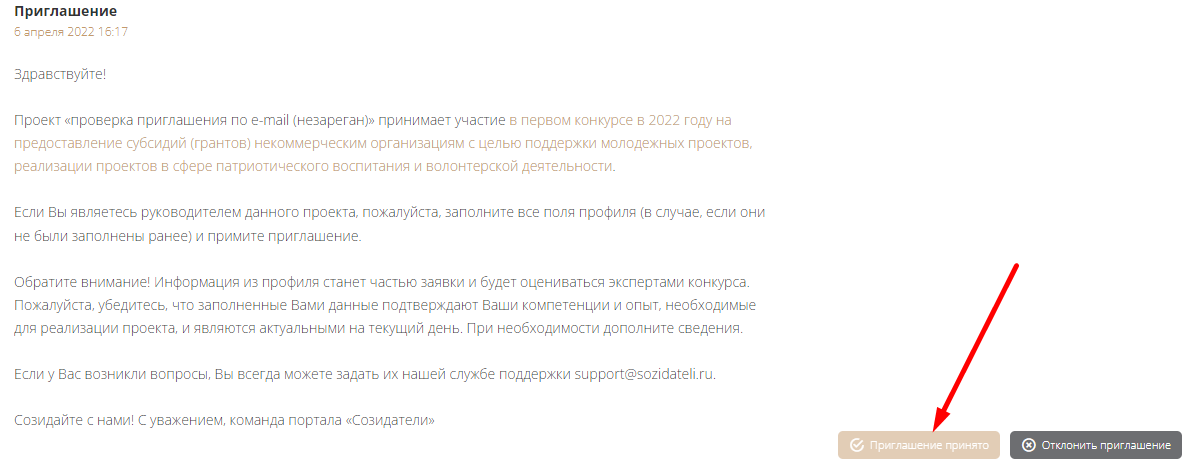 Приглашение
6 апреля 2022 16:17
Здравствуйте!
Проект «проверка приглашения по e-mail (незареган)» принимает участие в первом конкурсе в 2022 году на
предоставление субсидий (грантов) некоммерческим организациям с целью поддержки молодежных проектов,
реализации проектов в сфере патриотического воспитания и волонтерской деятельности.
Если Вы являетесь руководителем данного проекта, пожалуйста, заполните все поля профиля (в случае, если они
не были заполнены ранее) и примите приглашение.
Обратите внимание! Информация из профиля станет частью заявки и будет оцениваться экспертами конкурса.
Пожалуйста, убедитесь, что заполненные Вами данные подтверждают Ваши компетенции и опыт, необходимые
для реализации проекта, и являются актуальными на текущий день. При необходимости дополните сведения.
Если у Вас возникли вопросы, Вы всегда можете задать их нашей службе поддержки support@sozidateli.ru.
Созидайте с нами! С уважением, команда портала «Созидатели»
Приглашение принято Отклонить приглашение